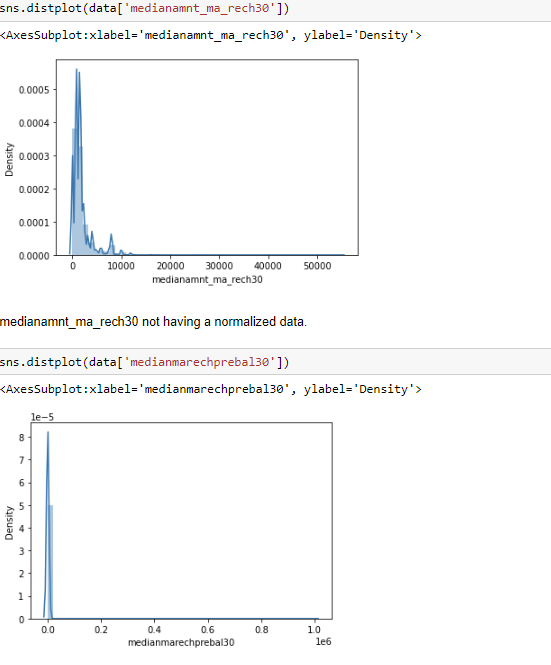 sns.distplot(data['medianamnt_ma_rech30'])
<AxesSubplot:xlabel='medianamnt_ma_rech30', ylabel='Density'>
0.0005
0.0004
0.0003
0.0002
0.0001
0.0000
Density
0 10000 20000 30000 40000 50000
medianamnt_ma_rech30
medianamnt_ma_rech30 not having a normalized data.
sns.distplot(data['medianmarechprebal30'])
<AxesSubplot:xlabel='medianmarechprebal30', ylabel='Density'>
1e-5
8
7
6
5
4
3
2
1
0
Density
0.0 0.2 0.4 0.6 0.8 1.0
1e6
medianmarechprebal30